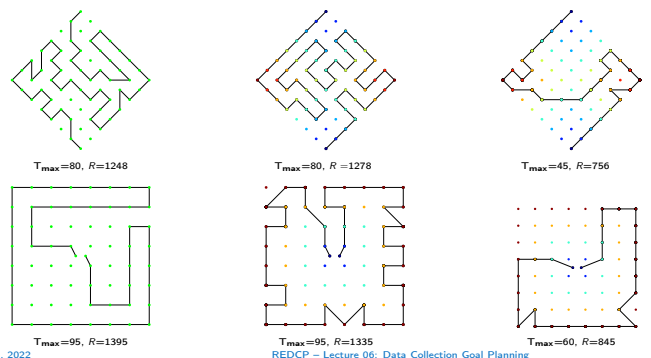 Tmax=80, R=1248
Tmax=80, R=1278
Tmax=45, R=756
Tmax=95, R=1395
Tmax=95, R=1335
Tmax=60, R=845
, 2022
REDCP – Lecture 06: Data Collection Goal Planning